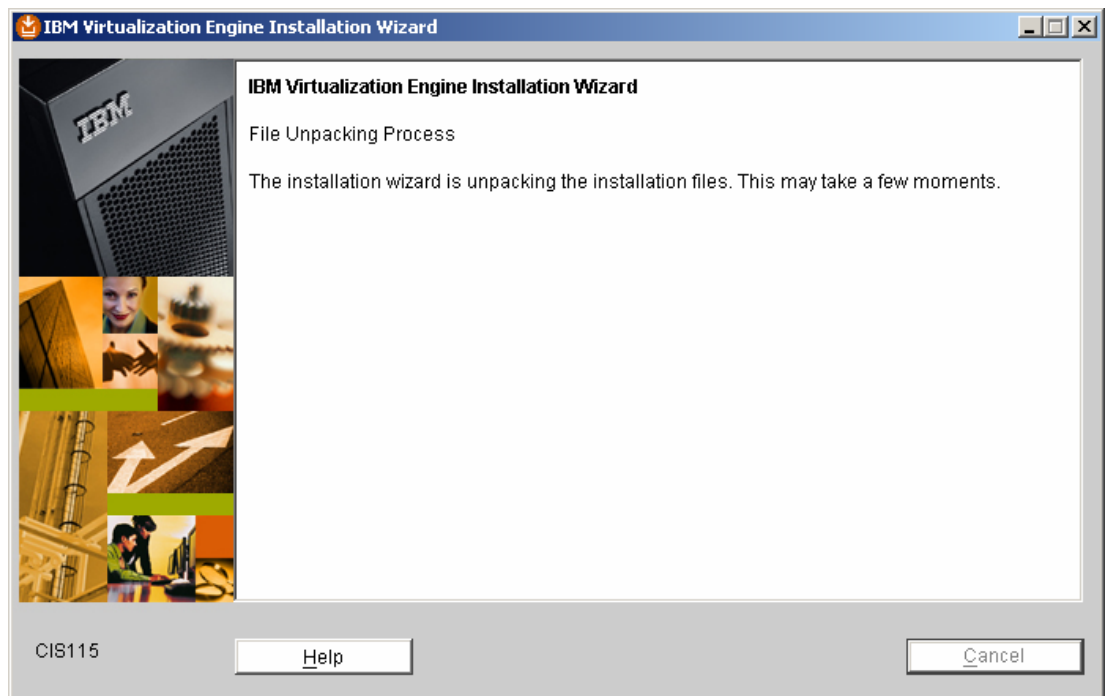 IBM Virtualization Engine Installation Wizard
IBM
IBM Virtualization Engine Installation Wizard
File Unpacking Process
The installation wizard is unpacking the installation files. This may take a few moments.
CIS115
Help
Cancel